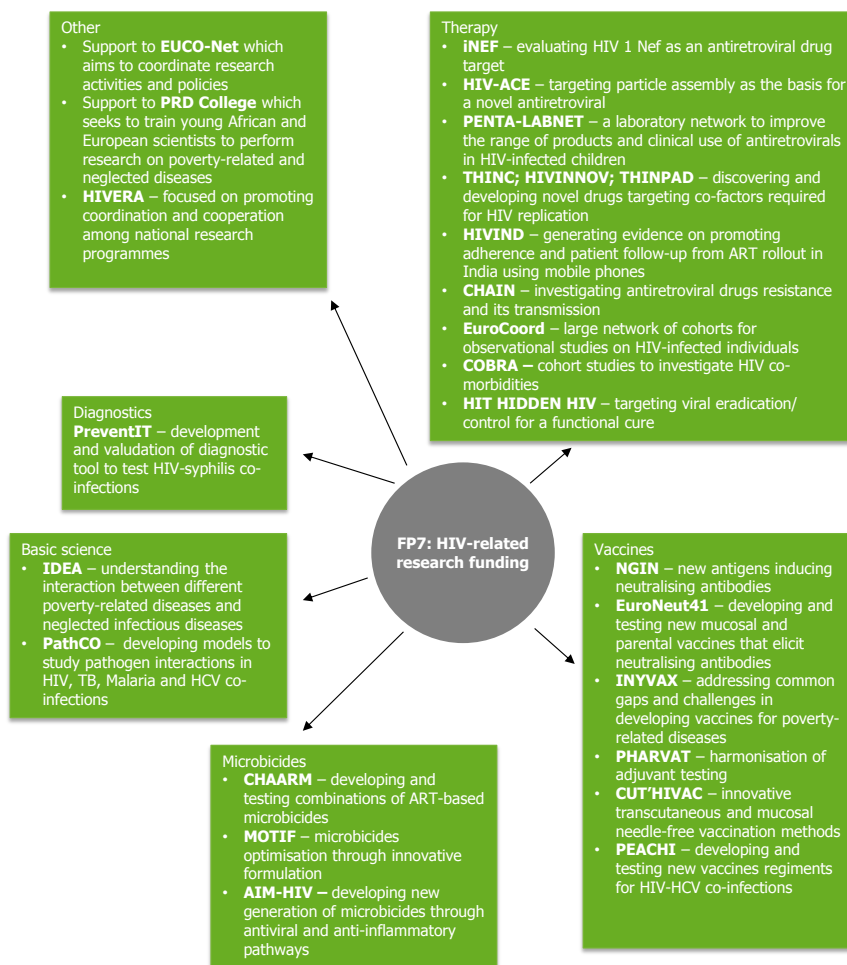 Other
• Support to EUCO-Net which
aims to coordinate research
activities and policies
• Support to PRD College which
seeks to train young African and
European scientists to perform
research on poverty-related and
neglected diseases
• HIVERA – focused on promoting
coordination and cooperation
among national research
programmes
Therapy
• iNEF – evaluating HIV 1 Nef as an antiretroviral drug
target
• HIV-ACE – targeting particle assembly as the basis for
a novel antiretroviral
• PENTA-LABNET – a laboratory network to improve
the range of products and clinical use of antiretrovirals
in HIV-infected children
• THINC; HIVINNOV; THINPAD – discovering and
developing novel drugs targeting co-factors required
for HIV replication
• HIVIND – generating evidence on promoting
adherence and patient follow-up from ART rollout in
India using mobile phones
• CHAIN – investigating antiretroviral drugs resistance
and its transmission
• EuroCoord – large network of cohorts for
observational studies on HIV-infected individuals
• COBRA – cohort studies to investigate HIV co-
morbidities
• HIT HIDDEN HIV – targeting viral eradication/
control for a functional cure
Diagnostics
PreventIT – development
and valudation of diagnostic
tool to test HIV-syphilis co-
infections
FP7: HIV-related
research funding
Basic science
• IDEA – understanding the
interaction between different
poverty-related diseases and
neglected infectious diseases
• PathCO – developing models to
study pathogen interactions in
HIV, TB, Malaria and HCV co-
infections
Vaccines
• NGIN – new antigens inducing
neutralising antibodies
• EuroNeut41 – developing and
testing new mucosal and
parental vaccines that elicit
neutralising antibodies
• INYVAX – addressing common
gaps and challenges in
developing vaccines for poverty-
related diseases
• PHARVAT – harmonisation of
adjuvant testing
• CUT'HIVAC – innovative
transcutaneous and mucosal
needle-free vaccination methods
• PEACHI – developing and
testing new vaccines regiments
for HIV-HCV co-infections
Microbicides
• CHAARM – developing and
testing combinations of ART-based
microbicides
• MOTIF – microbicides
optimisation through innovative
formulation
• AIM-HIV – developing new
generation of microbicides through
antiviral and anti-inflammatory
pathways